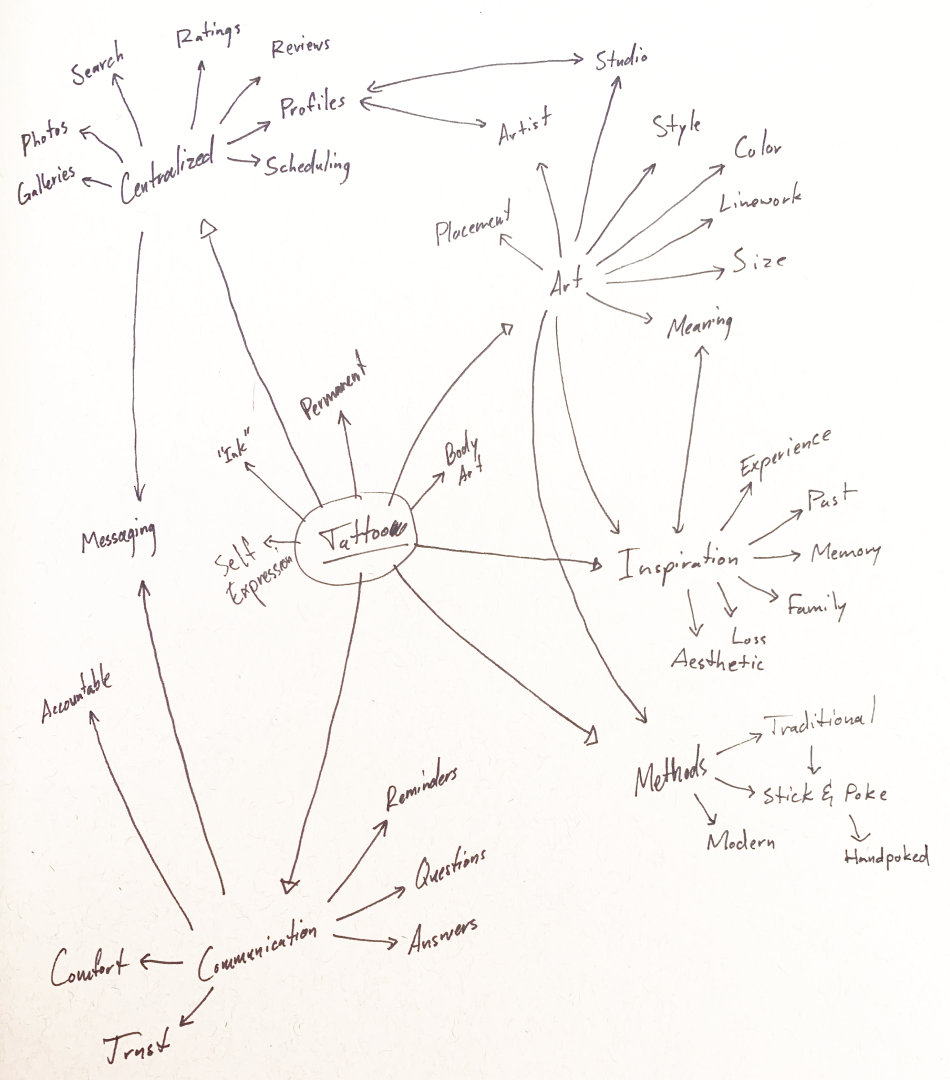 Ratings
Reviews
Search
Studio
Profiles
Photos
Artist
Style
Color
Centralized
Scheduling
Galleries
Linework
Placement
Size
Art
Meaning
Permanent
"Ink"
Body
Art
Experience
Past
Messaging
Self
Expression
Inspiration
Memory
Family
Loss
Aesthetic
Accountable
Traditional
Methods
Stick & Poke
Reminders
Modern
Handpoked
Questions
Answers
Communication
Comfort
Trust